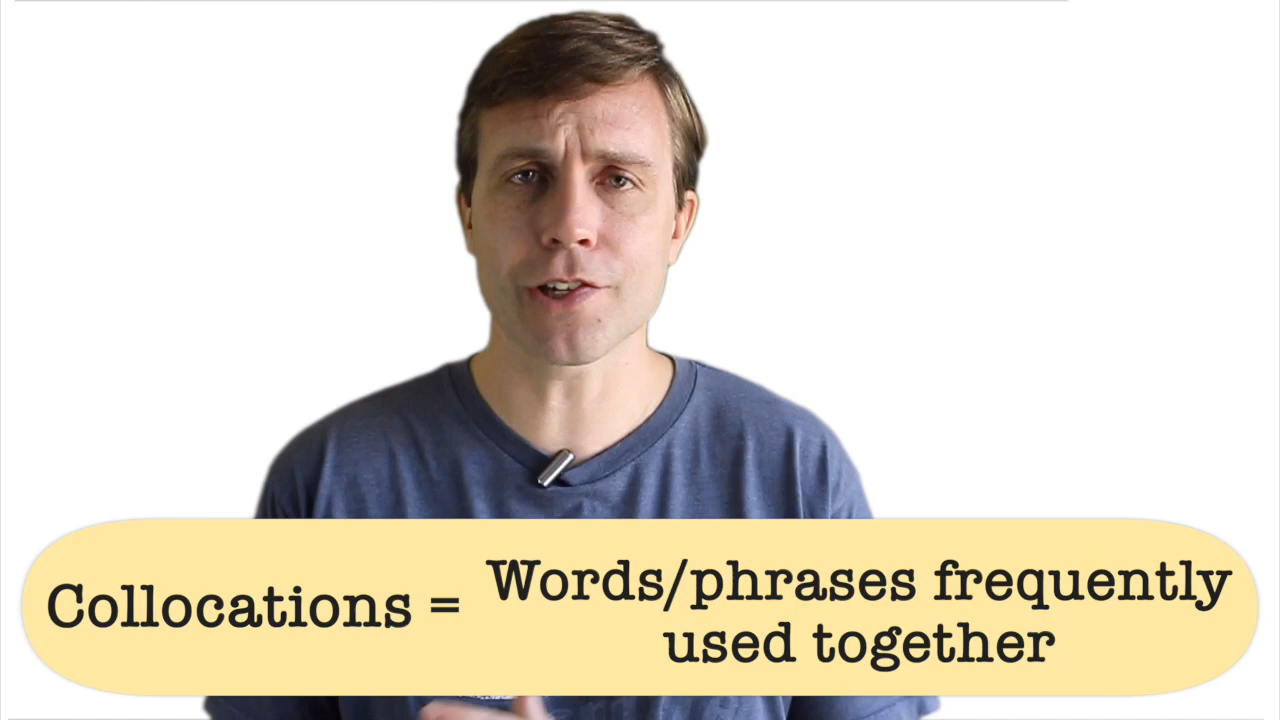 Collocations =
Words/phrases frequently
used together